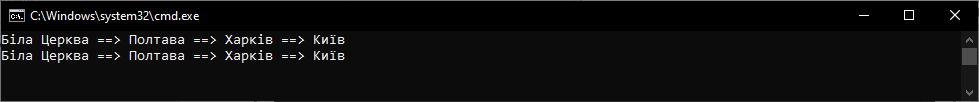 C:\Windows\system32\cmd.exe
Біла Церква ==> Полтава ==> Харків ==> Київ
Біла Церква ==> Полтава ==> Харків ==> Київ